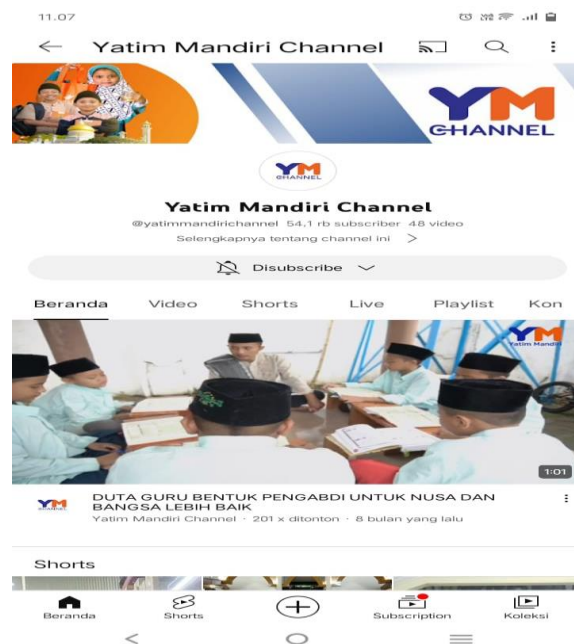 11.07
Yatim Mandiri Channel
YM
CHANNEL
YM
CHANNEL
Yatim Mandiri Channel
@yatimmandirichannel 54,1 rb subscriber 48 video
Selengkapnya tentang channel ini >
Disubscribe
Beranda Video Shorts Live Playlist Kon
YM
Yatim Mandiri
1:01
YM
CHANNEL
DUTA GURU BENTUK PENGABDI UNTUK NUSA DAN
BANGSA LEBIH BAIK
Yatim Mandiri Channel · 201 x ditonton · 8 bulan yang lalu
Shorts
Beranda Shorts Subscription Koleksi